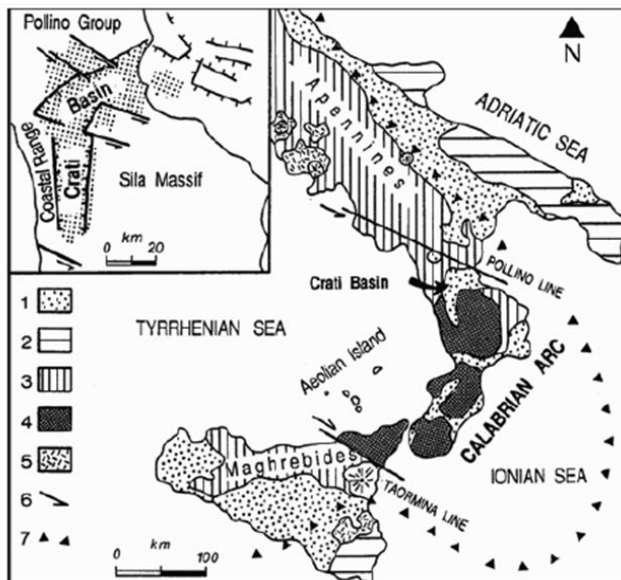 Pollino Group
Basin
Coastal Range
Crati
Sila Massif
km
0 20
N
ADRIATIC SEA
Apennines
POLLINO LINE
Crati Basin
TYRRHENIAN SEA
Aeolian Island
CALABRIAN ARC
IONIAN SEA
Maghrebides
TAORMINA LINE
1
2
3
4
5
6
7
km
0 100